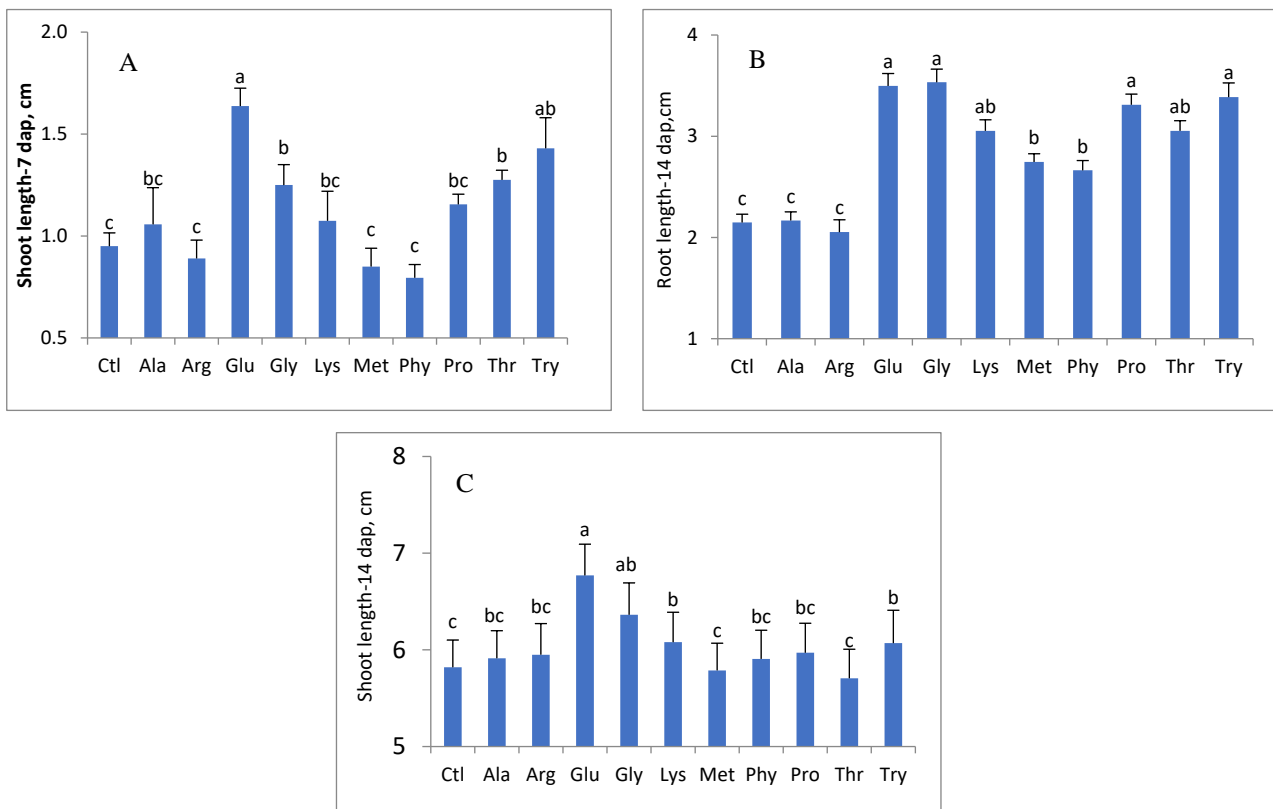 A
Shoot length-7 dap, cm
2.0
1.5
1.0
0.5
c bc c a b bc c c bc b ab
Ctl Ala Arg Glu Gly Lys Met Phy Pro Thr Try
B
Root length-14 dap,cm
4
3
2
1
c c c a a ab b b a ab a
Ctl Ala Arg Glu Gly Lys Met Phy Pro Thr Try
C
Shoot length-14 dap, cm
8
7
6
5
c bc bc a ab b c bc bc c b
Ctl Ala Arg Glu Gly Lys Met Phy Pro Thr Try